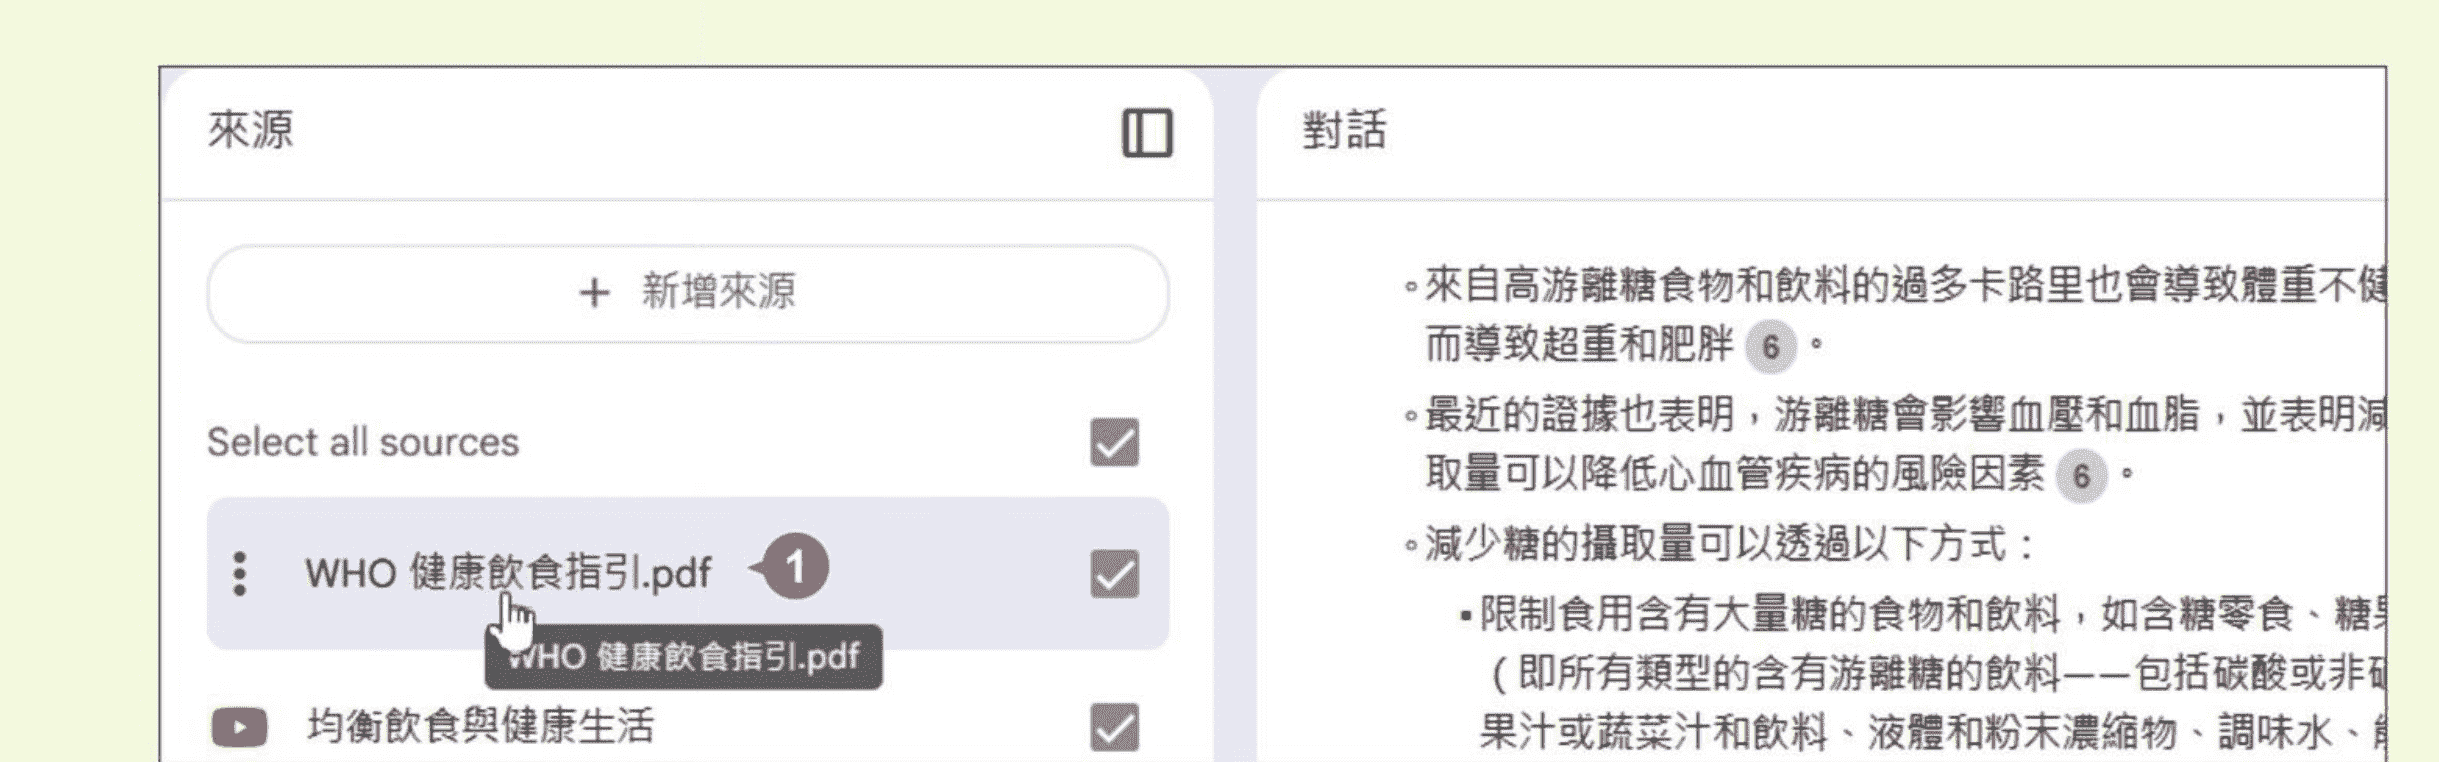 來源
+ 新增來源
Select all sources
WHO 健康飲食指引.pdf
1
WHO 健康飲食指引.pdf
均衡飲食與健康生活
對話
◦來自高游離糖食物和飲料的過多卡路里也會導致體重不健
而導致超重和肥胖 6 。
◦最近的證據也表明，游離糖會影響血壓和血脂，並表明減
取量可以降低心血管疾病的風險因素 6 。
◦減少糖的攝取量可以透過以下方式：
▪限制食用含有大量糖的食物和飲料，如含糖零食、糖果
（即所有類型的含有游離糖的飲料——包括碳酸或非碳
果汁或蔬菜汁和飲料、液體和粉末濃縮物、調味水、